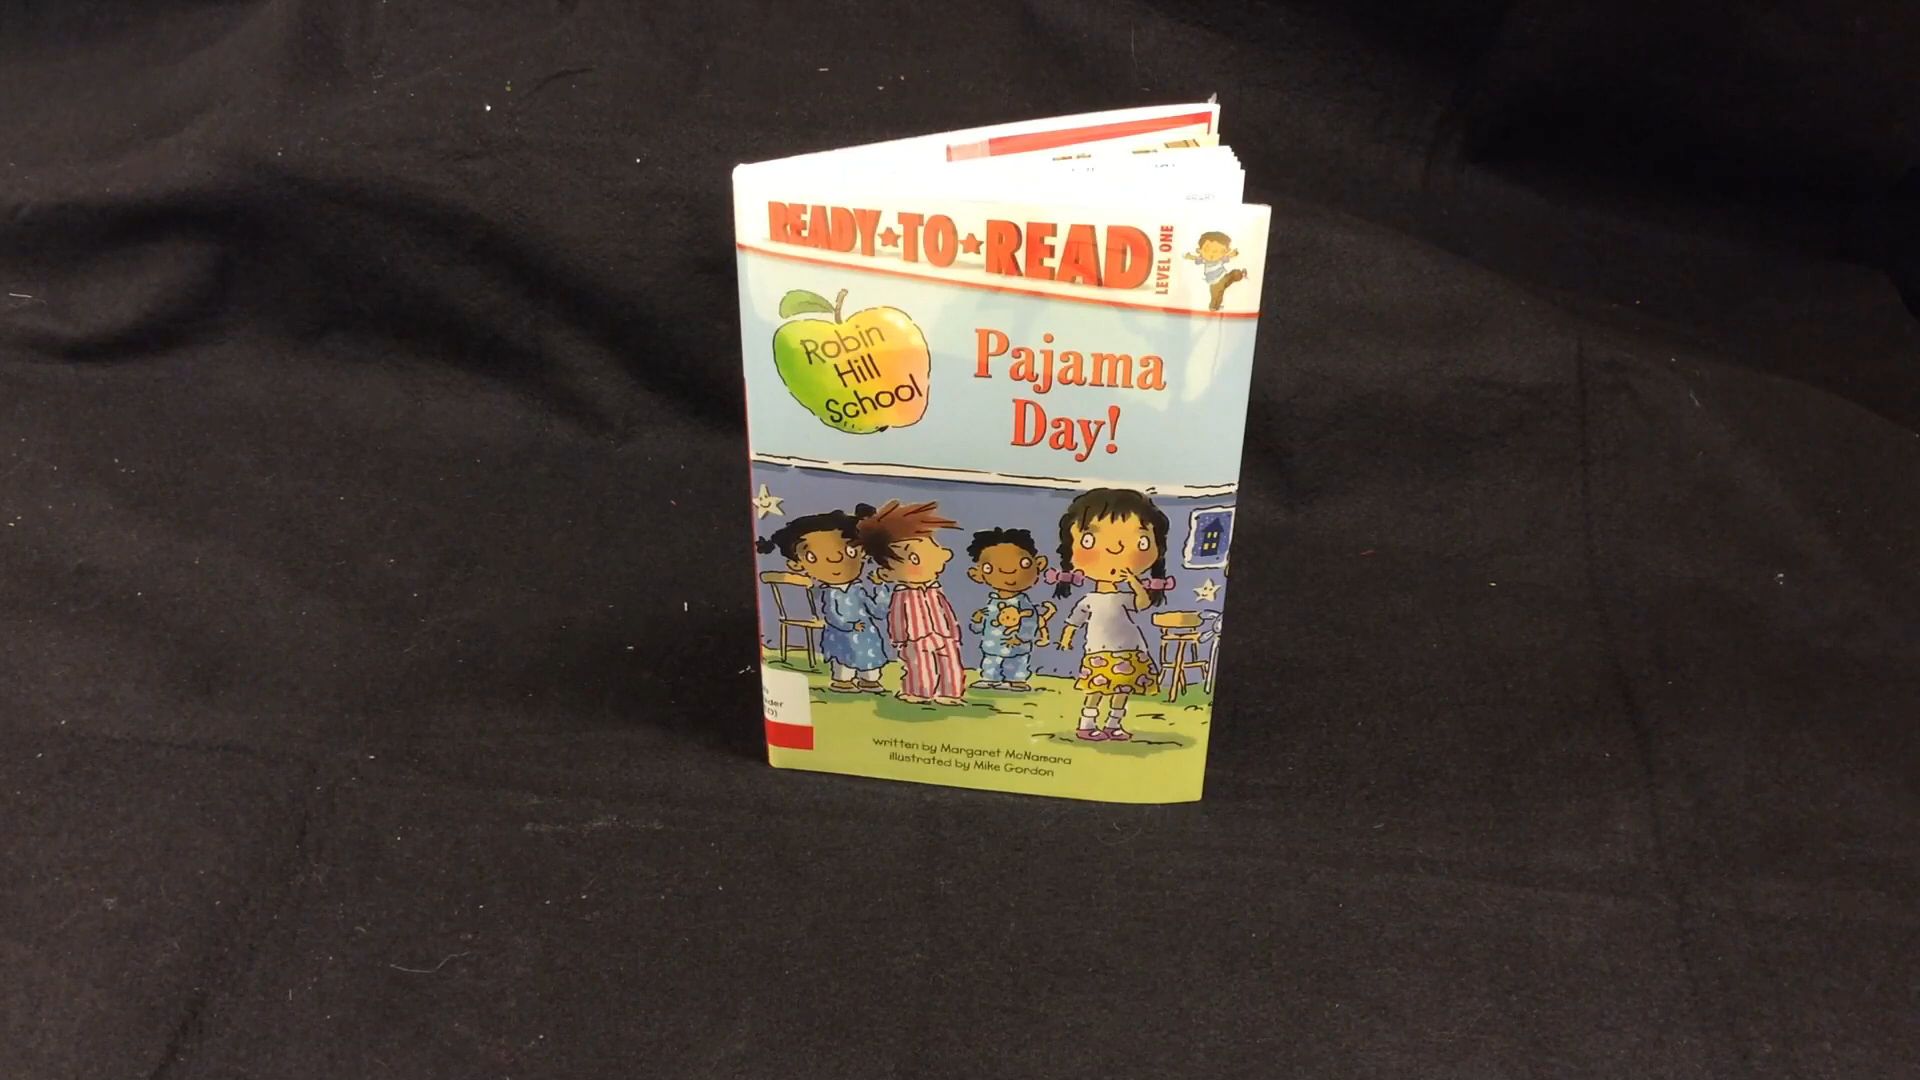 READY★TO★READ
LEVEL ONE
Robin
Hill
School
Pajama
Day!
written by Margaret McNamara
illustrated by Mike Gordon